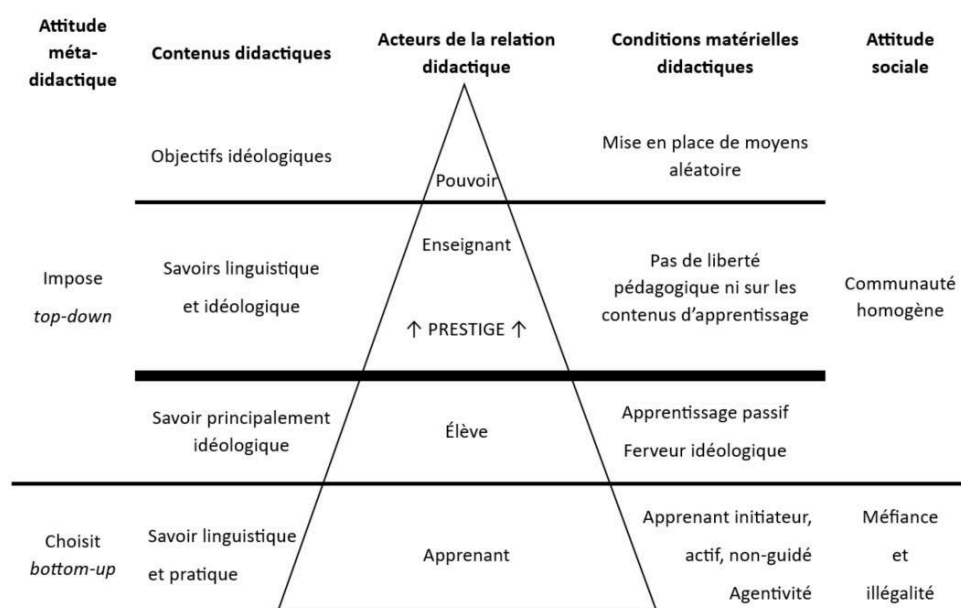 Attitude
méta-
didactique
Contenus didactiques
Acteurs de la relation
didactique
Conditions matérielles
didactiques
Attitude
sociale
Objectifs idéologiques
Pouvoir
Mise en place de moyens
aléatoire
Impose
top-down
Savoirs linguistique
et idéologique
Enseignant
↑ PRESTIGE ↑
Pas de liberté
pédagogique ni sur les
contenus d’apprentissage
Communauté
homogène
Savoir principalement
idéologique
Élève
Apprentissage passif
Ferveur idéologique
Choisit
bottom-up
Savoir linguistique
et pratique
Apprenant
Apprenant initiateur,
actif, non-guidé
Agentivité
Méfiance
et
illégalité